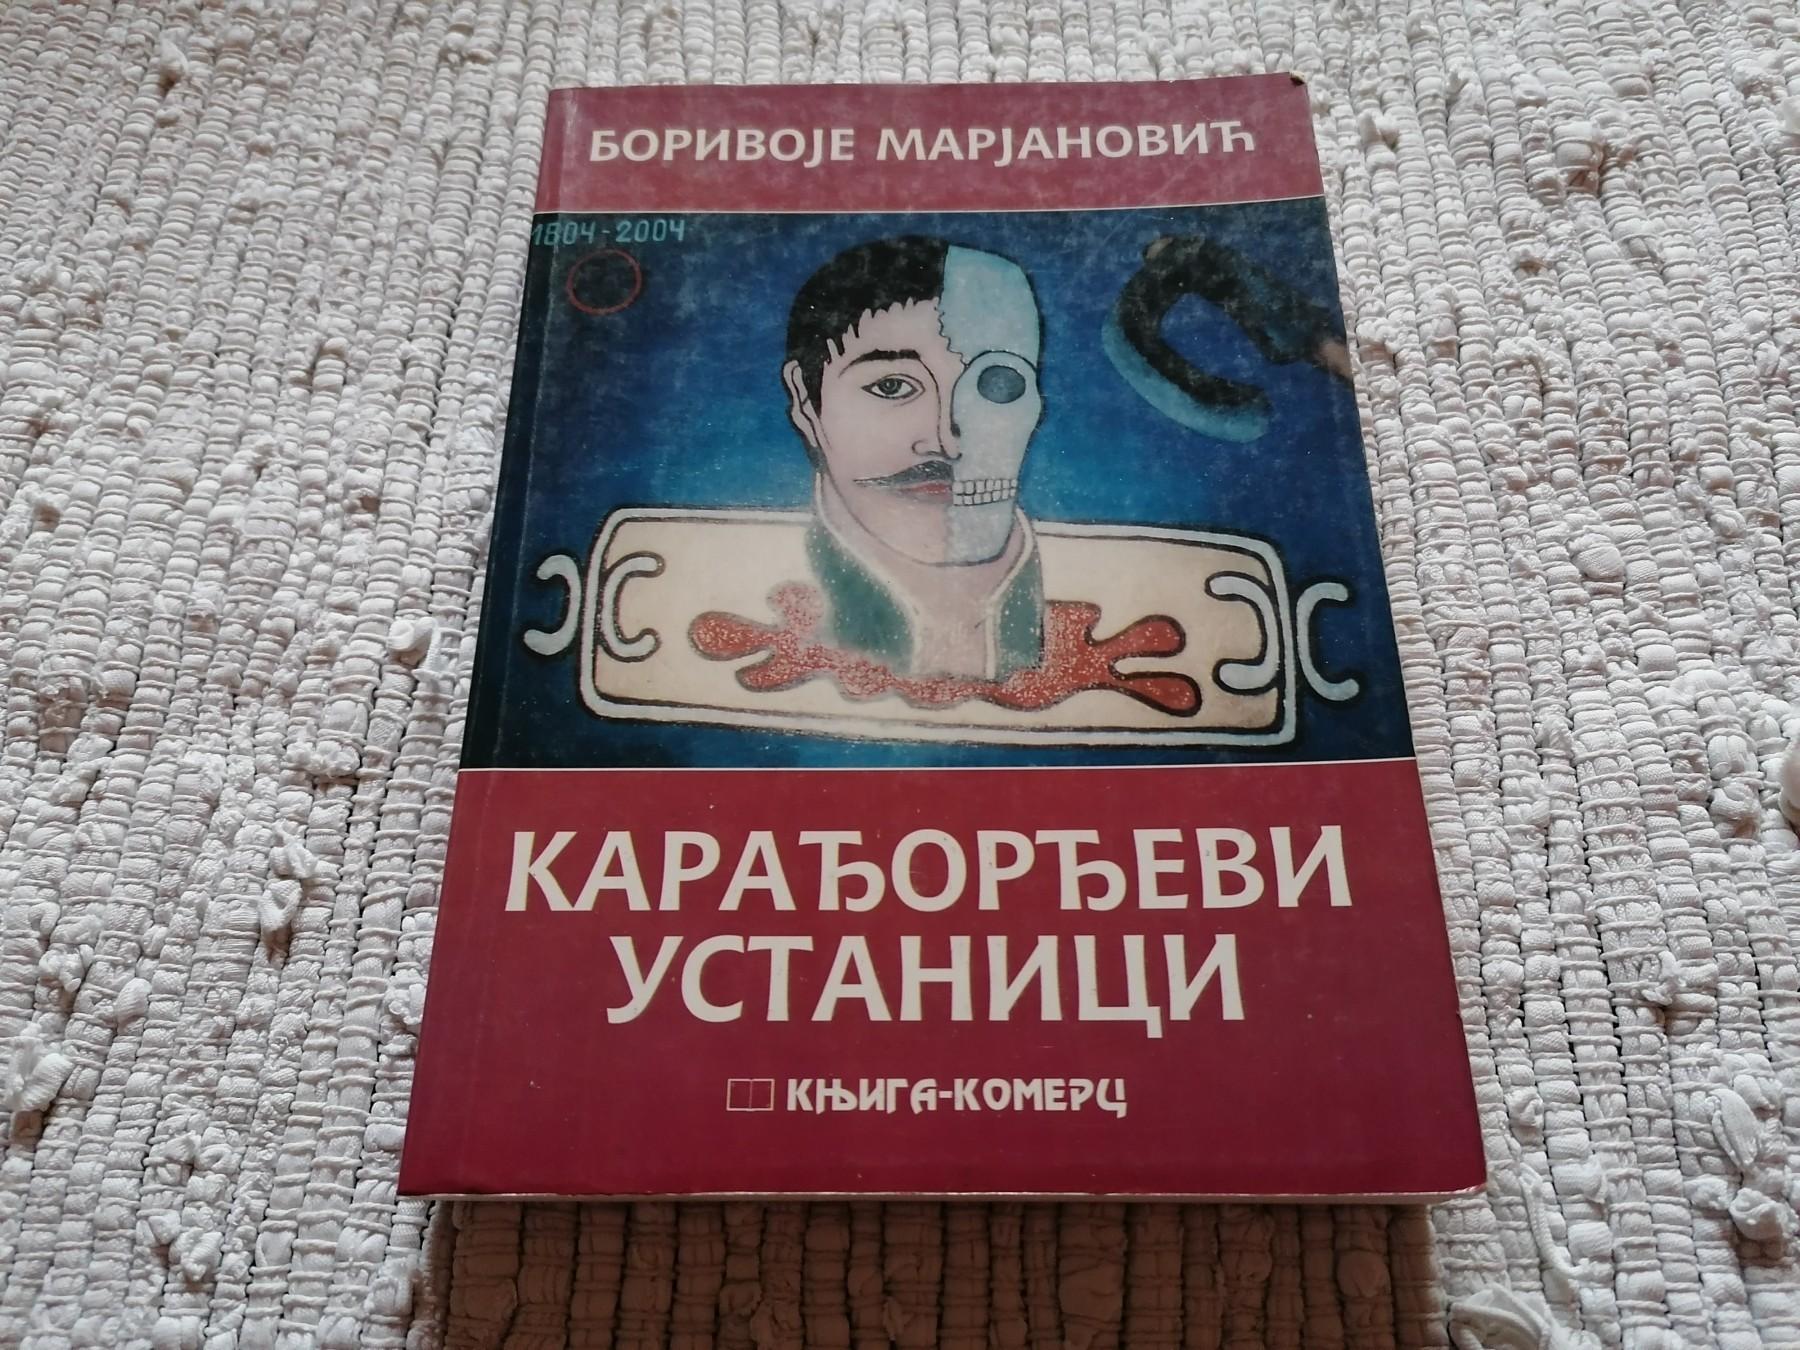 БОРИВОЈЕ МАРЈАНОВИЋ
1804-2004
КАРАЂОРЂЕВИ
УСТАНИЦИ
КЊИГА-КОМЕРЦ